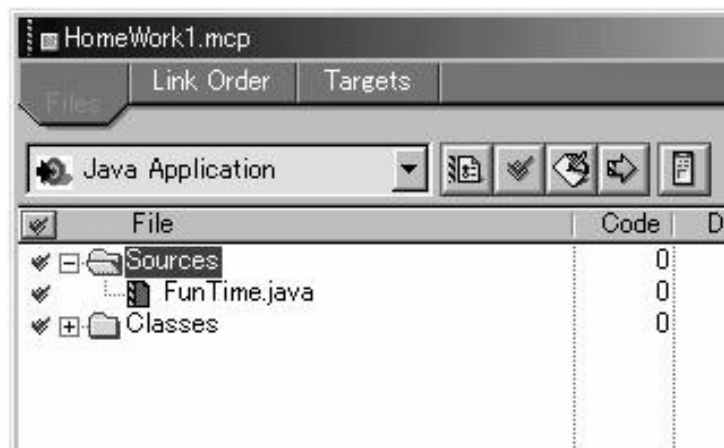 HomeWork1.mcp
Files Link Order Targets
Java Application
File Code D
Sources 0
FunTime.java 0
Classes 0